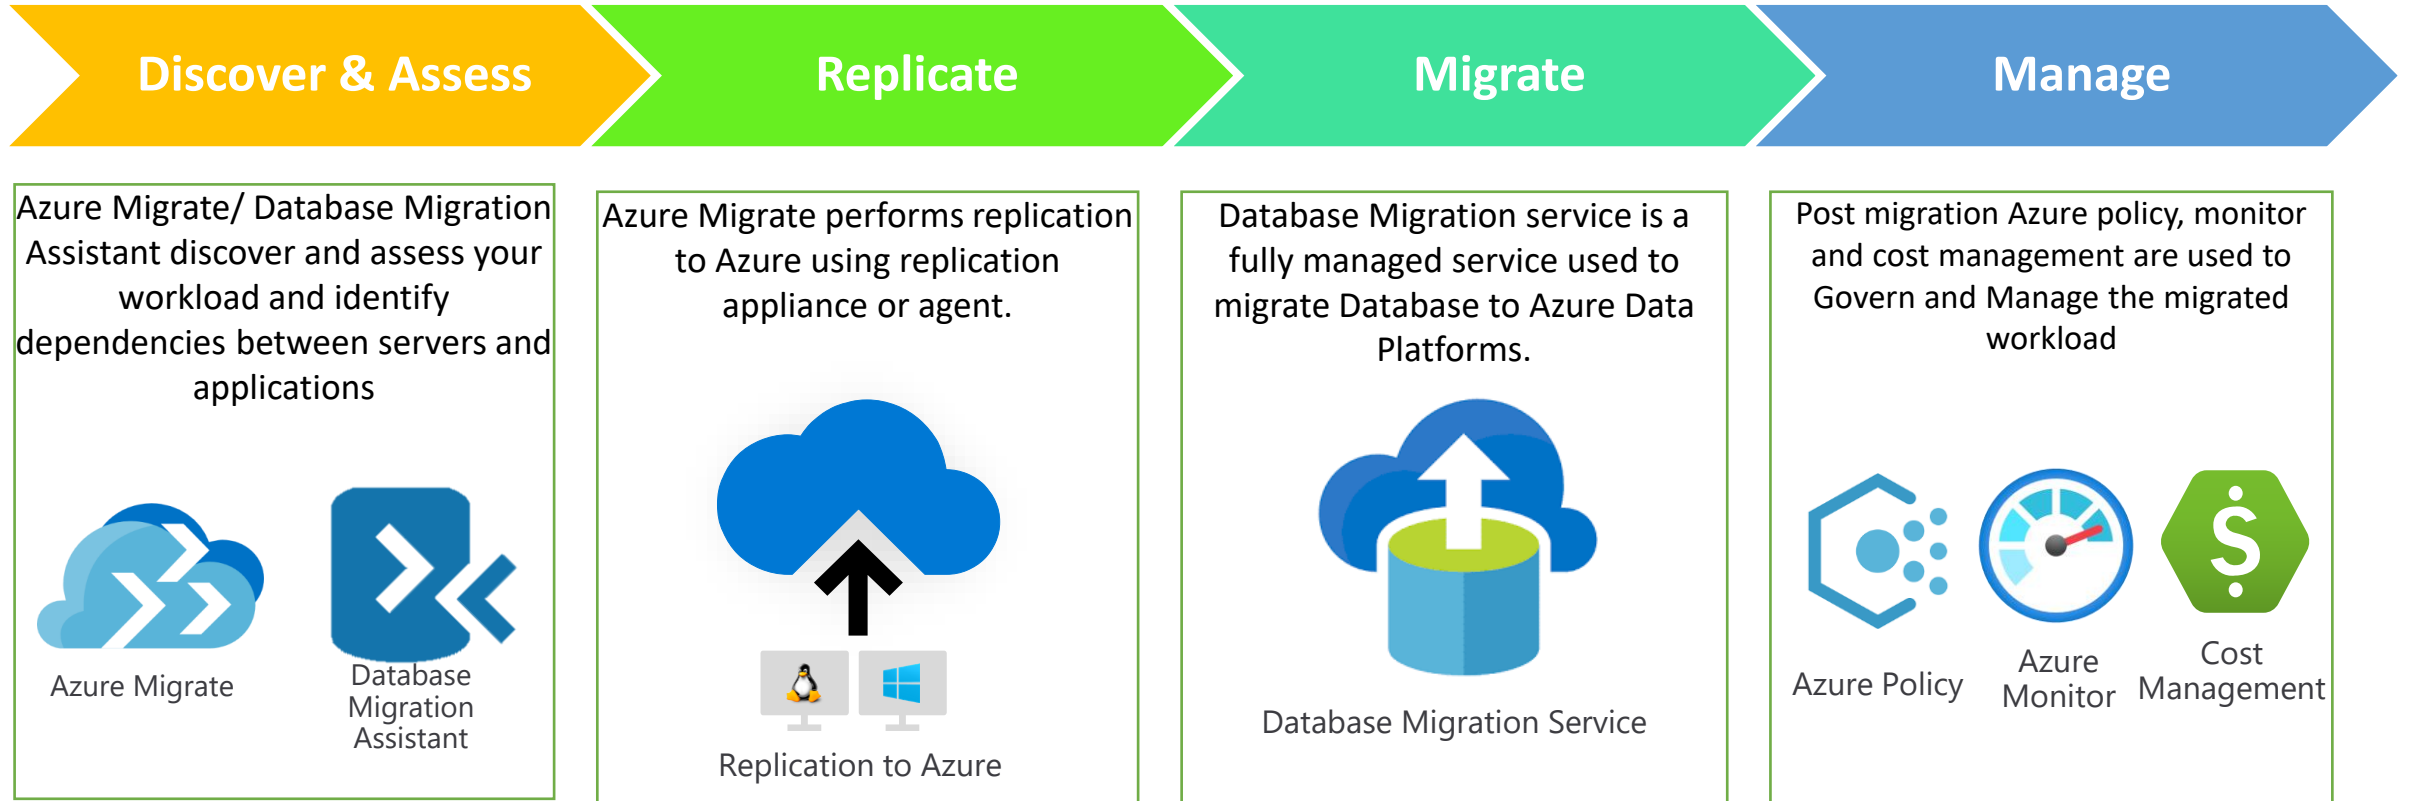 Discover & Assess
Replicate
Migrate
Manage
Azure Migrate/ Database Migration
Assistant discover and assess your
workload and identify
dependencies between servers and
applications
Azure Migrate
Database
Migration
Assistant
Azure Migrate performs replication
to Azure using replication
appliance or agent.
Replication to Azure
Database Migration service is a
fully managed service used to
migrate Database to Azure Data
Platforms.
Database Migration Service
Post migration Azure policy, monitor
and cost management are used to
Govern and Manage the migrated
workload
Azure Policy
Azure
Monitor
Cost
Management